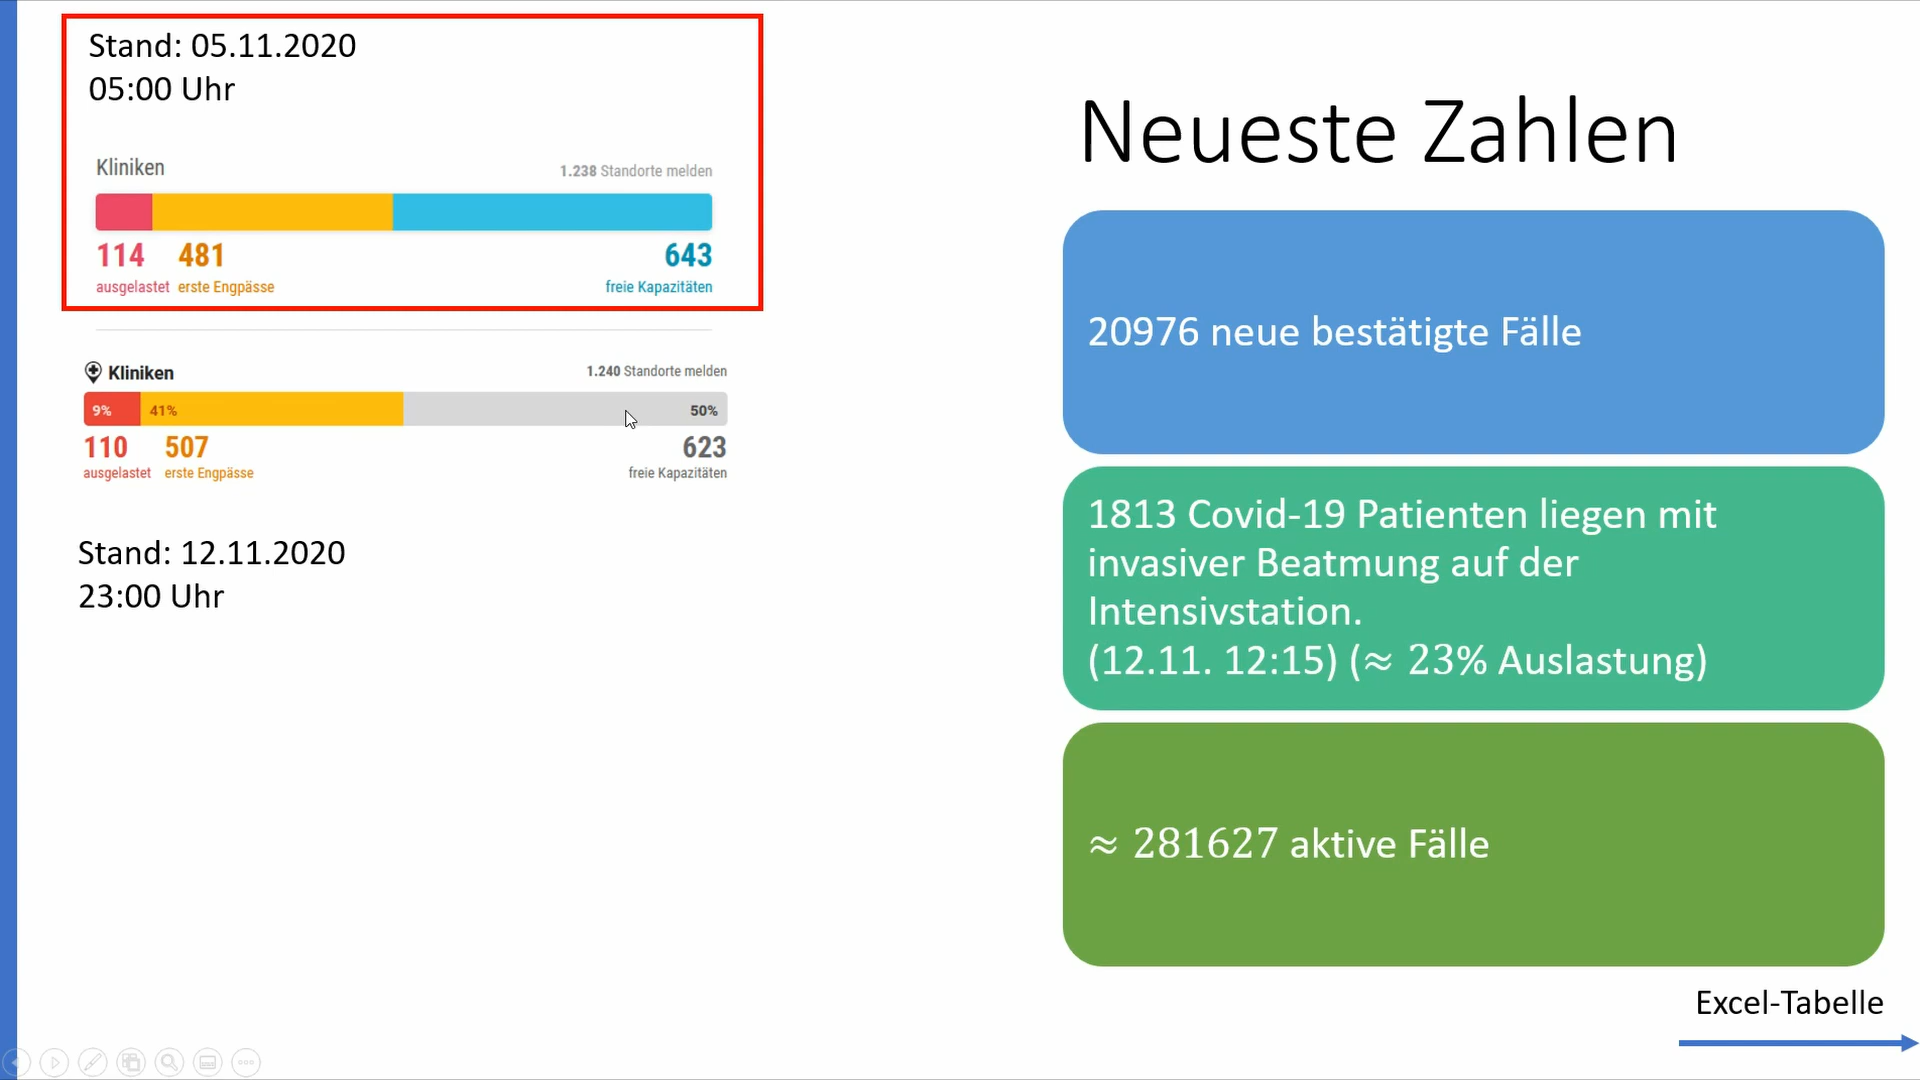 Stand: 05.11.2020
05:00 Uhr
Kliniken
1.238 Standorte melden
114 481 643
ausgelastet erste Engpässe freie Kapazitäten
Kliniken
1.240 Standorte melden
9% 41% 50%
110 507 623
ausgelastet erste Engpässe freie Kapazitäten
Stand: 12.11.2020
23:00 Uhr
Neueste Zahlen
20976 neue bestätigte Fälle
1813 Covid-19 Patienten liegen mit
invasiver Beatmung auf der
Intensivstation.
(12.11. 12:15) (≈ 23% Auslastung)
≈ 281627 aktive Fälle
Excel-Tabelle